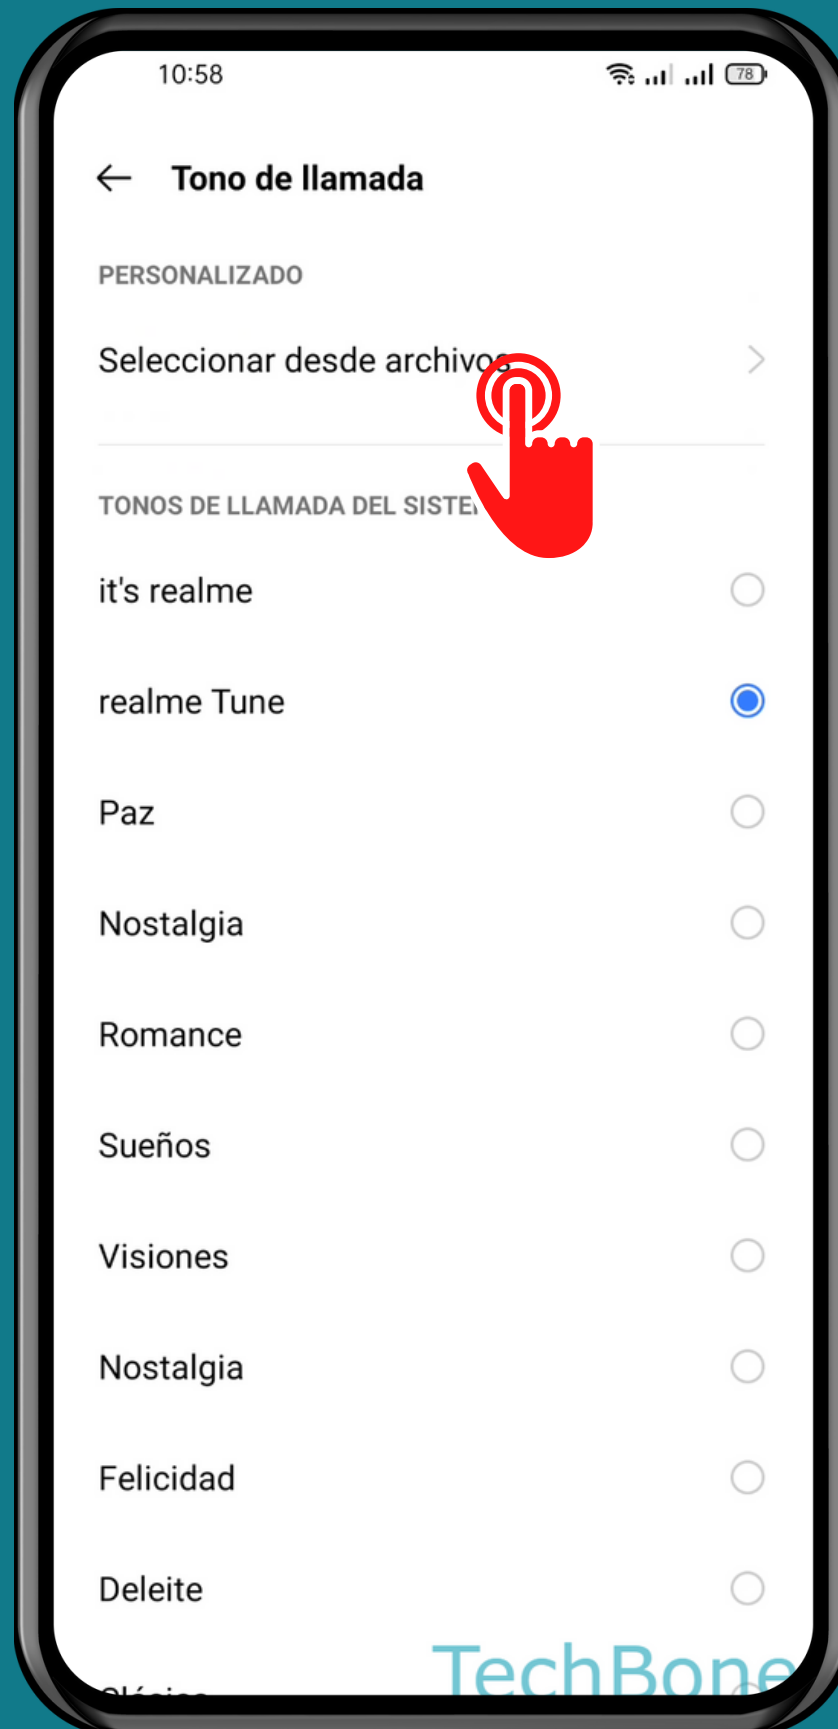 10:58
78
Tono de llamada
PERSONALIZADO
Seleccionar desde archivos
TONOS DE LLAMADA DEL
it's realme
realme Tune
Paz
Nostalgia
Romance
Sueños
Visiones
Nostalgia
Felicidad
Deleite
TechBone